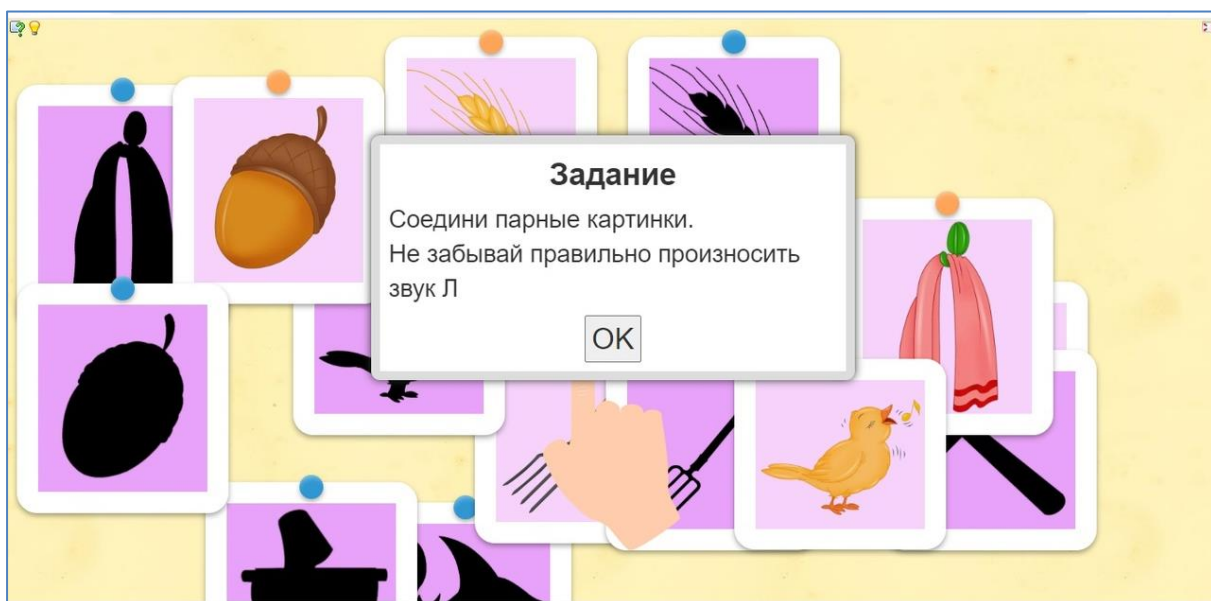 Задание
Соедини парные картинки.
Не забывай правильно произносить
звук Л
OK